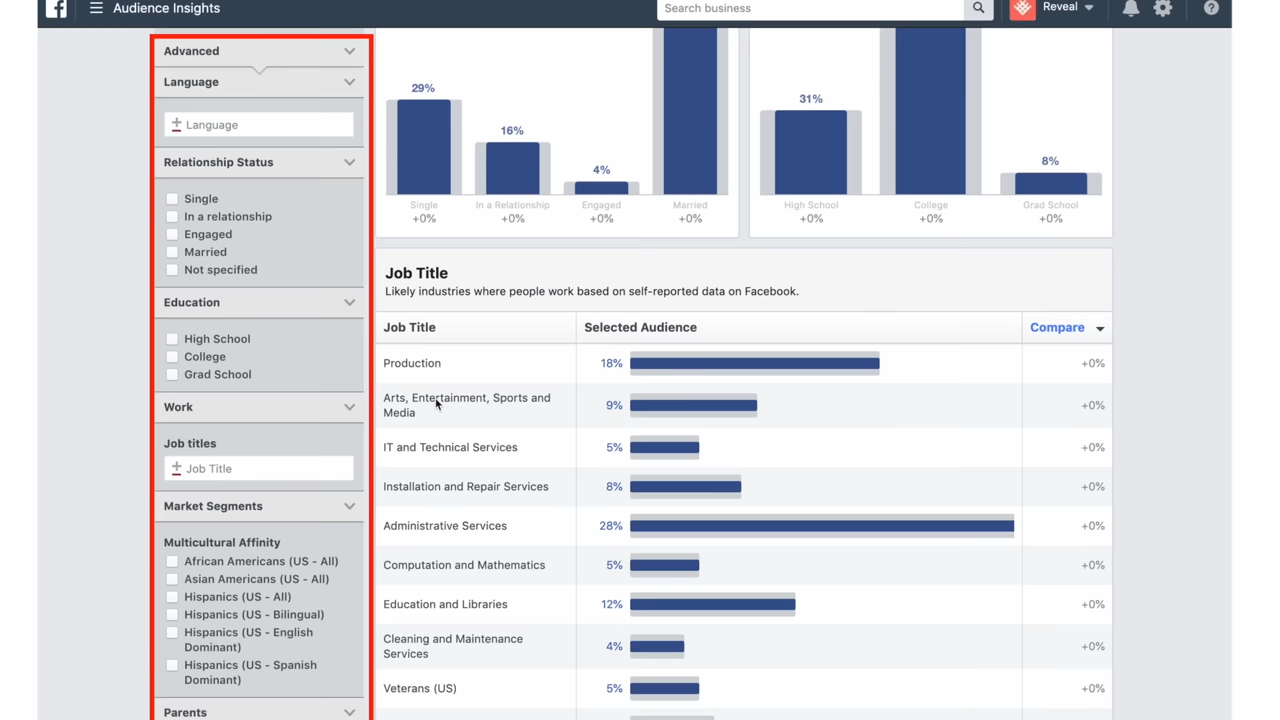 Audience Insights
Search business
Reveal
Advanced
Language
Language
Relationship Status
Single
In a relationship
Engaged
Married
Not specified
Education
High School
College
Grad School
Work
Job titles
Job Title
Market Segments
Multicultural Affinity
African Americans (US - All)
Asian Americans (US - All)
Hispanics (US - All)
Hispanics (US - Bilingual)
Hispanics (US - English
Dominant)
Hispanics (US - Spanish
Dominant)
Parents
29%
16%
4%
Single
In a Relationship
Engaged
Married
+0%
+0%
+0%
+0%
31%
8%
High School
College
Grad School
+0%
+0%
+0%
Job Title
Likely industries where people work based on self-reported data on Facebook.
Job Title
Selected Audience
Compare
Production
18%
+0%
Arts, Entertainment, Sports and
Media
9%
+0%
IT and Technical Services
5%
+0%
Installation and Repair Services
8%
+0%
Administrative Services
28%
+0%
Computation and Mathematics
5%
+0%
Education and Libraries
12%
+0%
Cleaning and Maintenance
Services
4%
+0%
Veterans (US)
5%
+0%